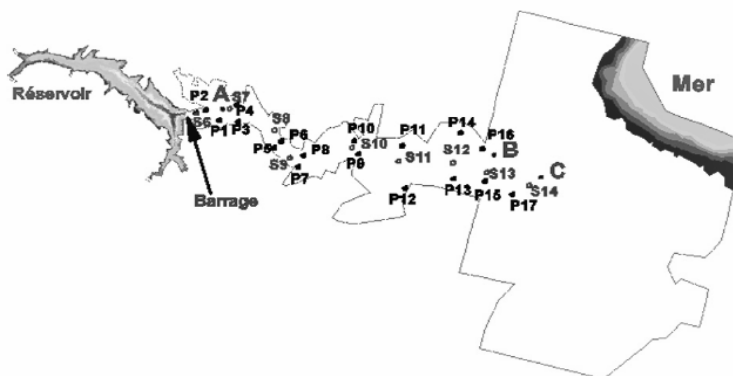 Réservoir
Barrage
Mer
P2
A
S7
P4
S6
P1
P3
S8
P6
P5
S9
P8
P7
P10
S10
P9
P11
S11
P12
P14
S12
P13
P16
B
S13
P15
C
S14
P17